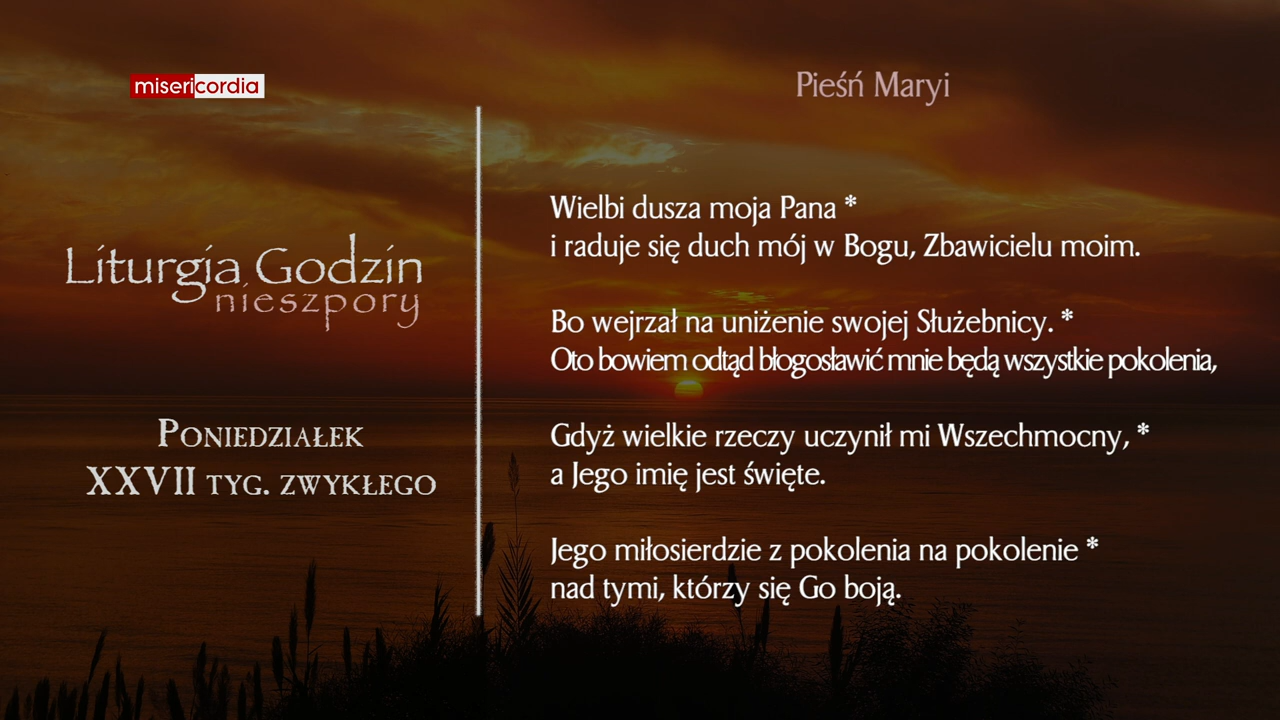 misericordia
Liturgia Godzin
nieszpory
Poniedziałek
XXVII tyg. zwykłego
Pieśń Maryi
Wielbi dusza moja Pana *
i raduje się duch mój w Bogu, Zbawicielu moim.
Bo wejrzał na uniżenie swojej Służebnicy. *
Oto bowiem odtąd błogosławić mnie będą wszystkie pokolenia,
Gdyż wielkie rzeczy uczynił mi Wszechmocny, *
a Jego imię jest święte.
Jego miłosierdzie z pokolenia na pokolenie *
nad tymi, którzy się Go boją.